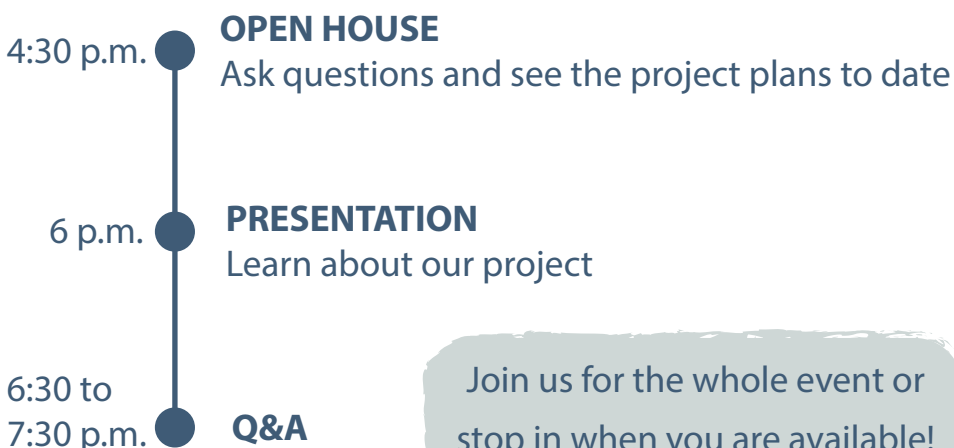 4:30 p.m.
OPEN HOUSE
Ask questions and see the project plans to date
6 p.m.
PRESENTATION
Learn about our project
6:30 to
7:30 p.m.
Q&A
Join us for the whole event or
stop in when you are available!